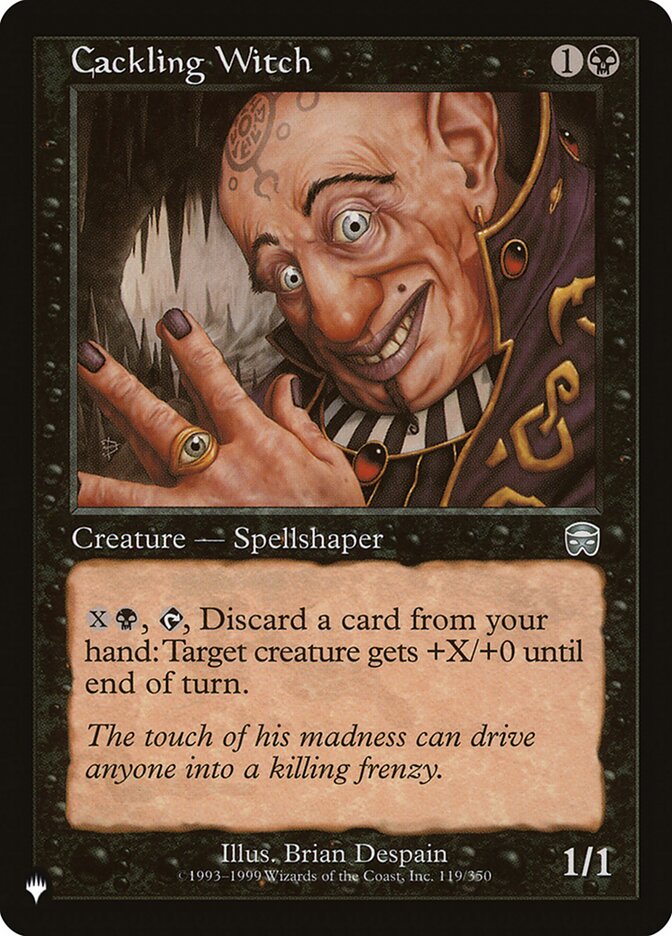 Cackling Witch 1
Creature — Spellshaper
X , , Discard a card from your
hand: Target creature gets +X/+0 until
end of turn.
The touch of his madness can drive
anyone into a killing frenzy.
Illus. Brian Despain
©1993–1999 Wizards of the Coast, Inc. 119/350
1/1